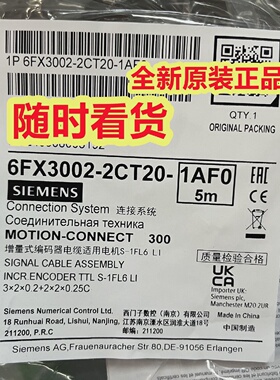 1P 6FX3002-2CT20-1AF0
全新原装正品
随时看货
QTY 1
ORIGINAL PACKING
6FX3002-2CT20-
1AF0
5m
SIEMENS
Connection System 连接系统
Соединительная техника
MOTION-CONNECT 300
增量式编码器电缆适用电机S-1FL6 LI
SIGNAL CABLE ASSEMBLY
INCR.ENCODER TTL S-1FL6 LI
3×2×0.2+2×2×0.25C
质量检验合格
UK
CA
Importer UK:
Siemens plc,
Manchester M20 2UR
Siemens Numerical Control Ltd.
18 Runhuai Road, Lishui, Nanjing,
211200, P.R.C
西门子数控（南京）有限公司
江苏南京溧水区润淮大道18号
邮编: 211200
中国制造
Siemens AG,Frauenauracher Str.80,DE-91056 Erlangen